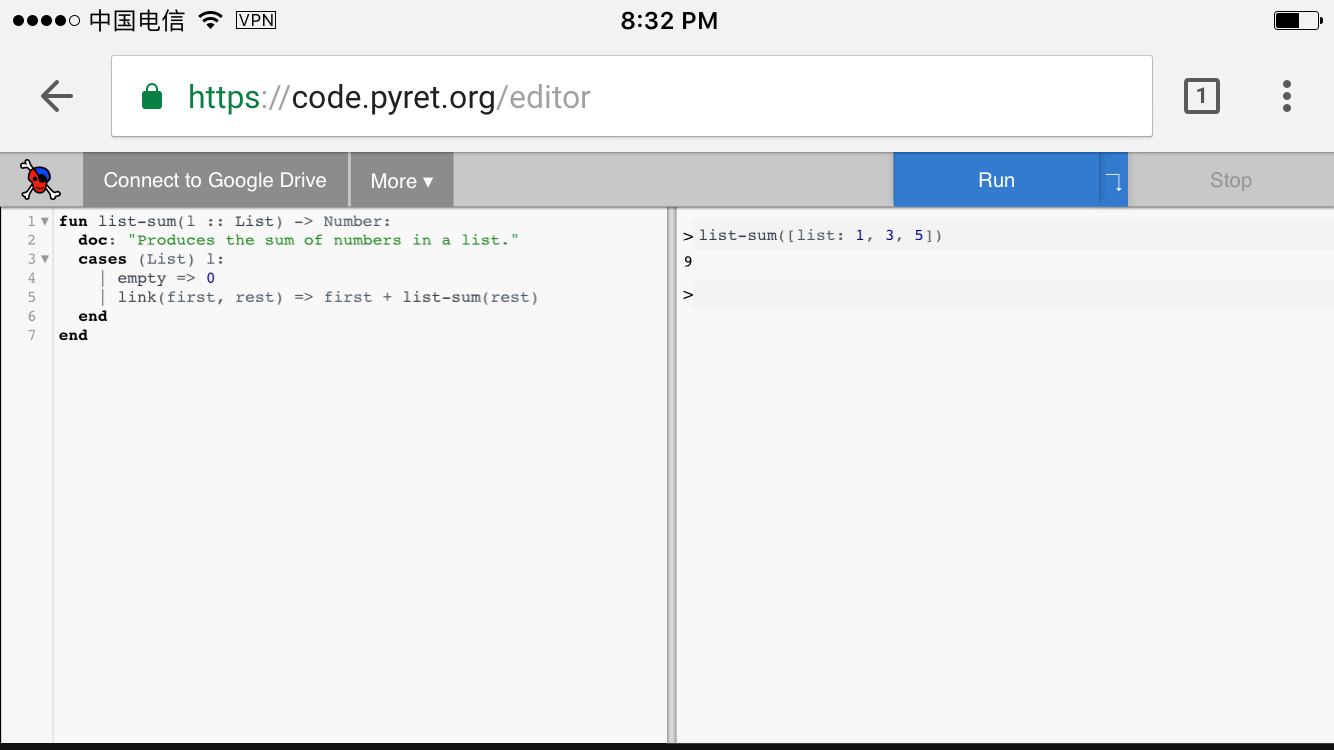 中国电信 VPN 8:32 PM
https://code.pyret.org/editor 1
Connect to Google Drive More ▾ Run Stop
1 fun list-sum(l :: List) -> Number:
2 doc: "Produces the sum of numbers in a list."
3 cases (List) l:
4 | empty => 0
5 | link(first, rest) => first + list-sum(rest)
6 end
7 end
> list-sum([list: 1, 3, 5])
9
>